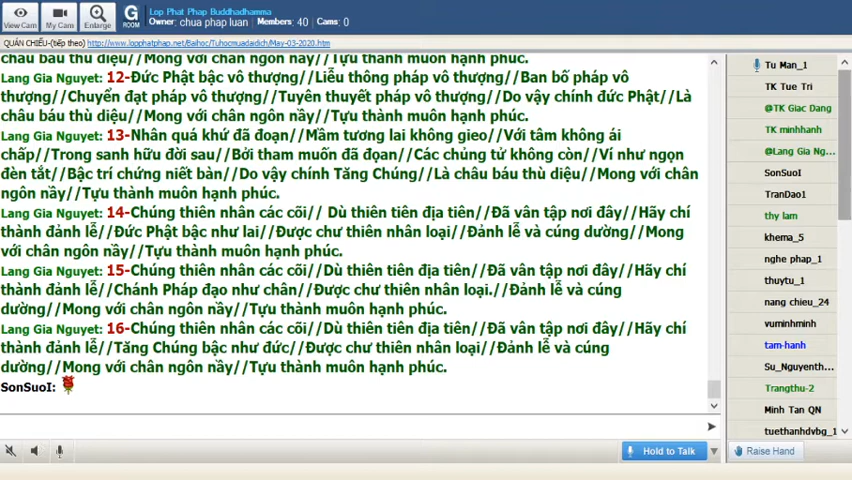 Lop Phat Phap Buddhadhamma
Owner: chua phap luan Members: 40 Cams: 0
View Cam
My Cam
Enlarge
G
ROOM
QUÁN CHIẾU-(tiếp theo) http://www.lopphatphap.net/Baihoc/Tuhocmuadaidich/May-03-2020.htm
châu báu thù diệu//Mong với chân ngôn nầy//Tựu thành muôn hạnh phúc.
Lang Gia Nguyet: 12-Đức Phật bậc vô thượng//Liễu thông pháp vô thượng//Ban bố pháp vô
thượng//Chuyển đạt pháp vô thượng//Tuyên thuyết pháp vô thượng//Do vậy chính đức Phật//Là
châu báu thù diệu//Mong với chân ngôn nầy//Tựu thành muôn hạnh phúc.
Lang Gia Nguyet: 13-Nhân quá khứ đã đoạn//Mầm tương lai không gieo//Với tâm không ái
chấp//Trong sanh hữu đời sau//Bởi tham muốn đã đọan//Các chủng tử không còn//Ví như ngọn
đèn tắt//Bậc trí chứng niết bàn//Do vậy chính Tăng Chúng//Là châu báu thù diệu//Mong với chân
ngôn nầy//Tựu thành muôn hạnh phúc.
Lang Gia Nguyet: 14-Chúng thiên nhân các cõi// Dù thiên tiên địa tiên//Đã vân tập nơi đây//Hãy chí
thành đảnh lễ//Đức Phật bậc như lai//Được chư thiên nhân loại//Đảnh lễ và cúng dường//Mong
với chân ngôn nầy//Tựu thành muôn hạnh phúc.
Lang Gia Nguyet: 15-Chúng thiên nhân các cõi//Dù thiên tiên địa tiên//Đã vân tập nơi đây//Hãy chí
thành đảnh lễ//Chánh Pháp đạo như chân//Được chư thiên nhân loại.//Đảnh lễ và cúng
dường//Mong với chân ngôn nầy//Tựu thành muôn hạnh phúc.
Lang Gia Nguyet: 16-Chúng thiên nhân các cõi//Dù thiên tiên địa tiên//Đã vân tập nơi đây//Hãy chí
thành đảnh lễ//Tăng Chúng bậc như đức//Được chư thiên nhân loại//Đảnh lễ và cúng
dường//Mong với chân ngôn nầy//Tựu thành muôn hạnh phúc.
SonSuoI:
Tu Man_1
TK Tue Tri
@TK Giac Dang
TK minhhanh
@Lang Gia Ng...
SonSuoI
TranDao1
thy lam
khema_5
nghe phap_1
thuytu_1
nang chieu_24
vuminhminh
tam-hanh
Su_Nguyenth...
Trangthu-2
Minh Tan QN
tuethanhdvbg_1
Hold to Talk
Raise Hand